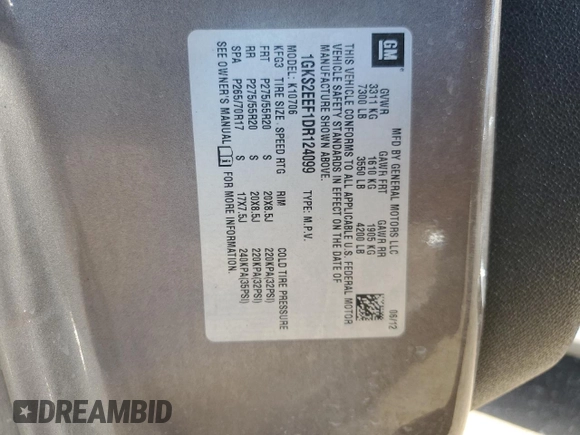 GM
MFD BY GENERAL MOTORS LLC
08/12
GVWR GAWR FRT GAWR RR
3311 KG 1610 KG 1905 KG
7300 LB 3550 LB 4200 LB
THIS VEHICLE CONFORMS TO ALL APPLICABLE U.S. FEDERAL MOTOR
VEHICLE SAFETY STANDARDS IN EFFECT ON THE DATE OF
MANUFACTURE SHOWN ABOVE.
1GKS2EEF1DR124099 TYPE: M.P.V.
MODEL: K10706
KFG3 TIRE SIZE SPEED RTG RIM COLD TIRE PRESSURE
FRT P275/55R20 S 20X8.5J 220KPA(32PSI)
RR P275/55R20 S 20X8.5J 220KPA(32PSI)
SPA P265/70R17 S 17X7.5J 240KPA(35PSI)
SEE OWNER'S MANUAL FOR MORE INFORMATION.
DREAMBID